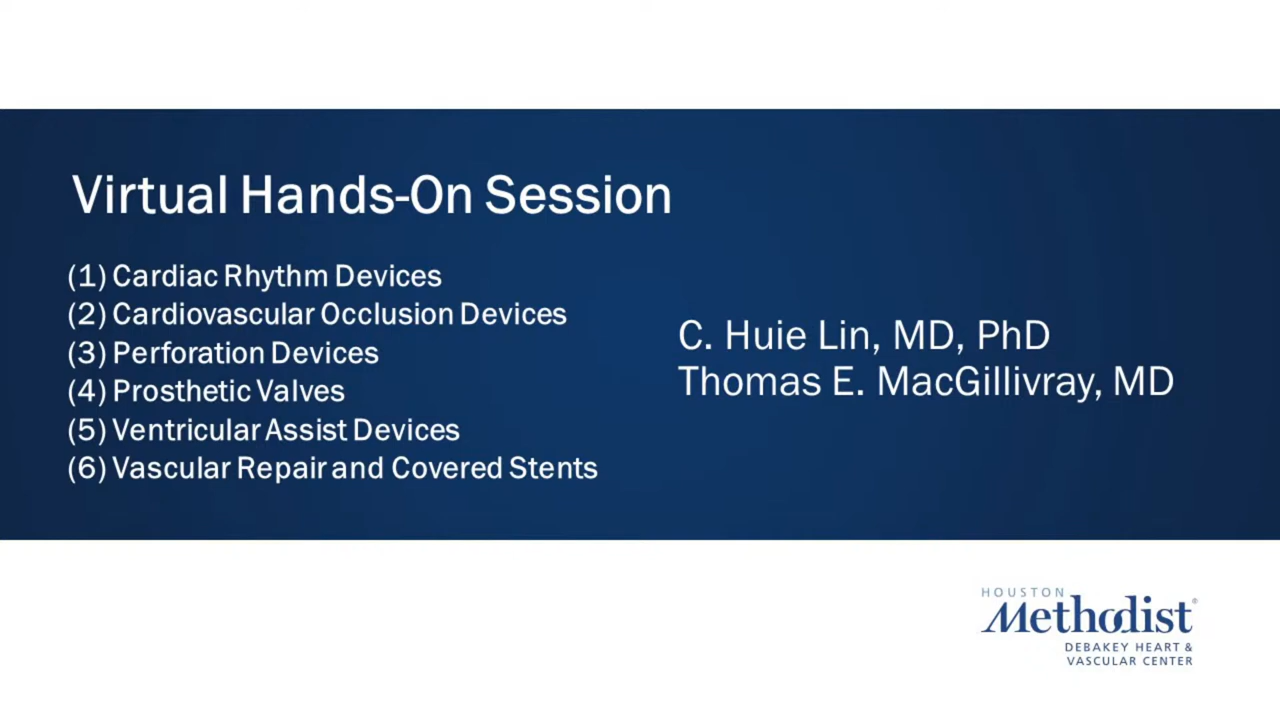 Virtual Hands-On Session
(1) Cardiac Rhythm Devices
(2) Cardiovascular Occlusion Devices
(3) Perforation Devices
(4) Prosthetic Valves
(5) Ventricular Assist Devices
(6) Vascular Repair and Covered Stents
C. Huie Lin, MD, PhD
Thomas E. MacGillivray, MD
HOUSTON
Methodist®
DEBAKEY HEART &
VASCULAR CENTER